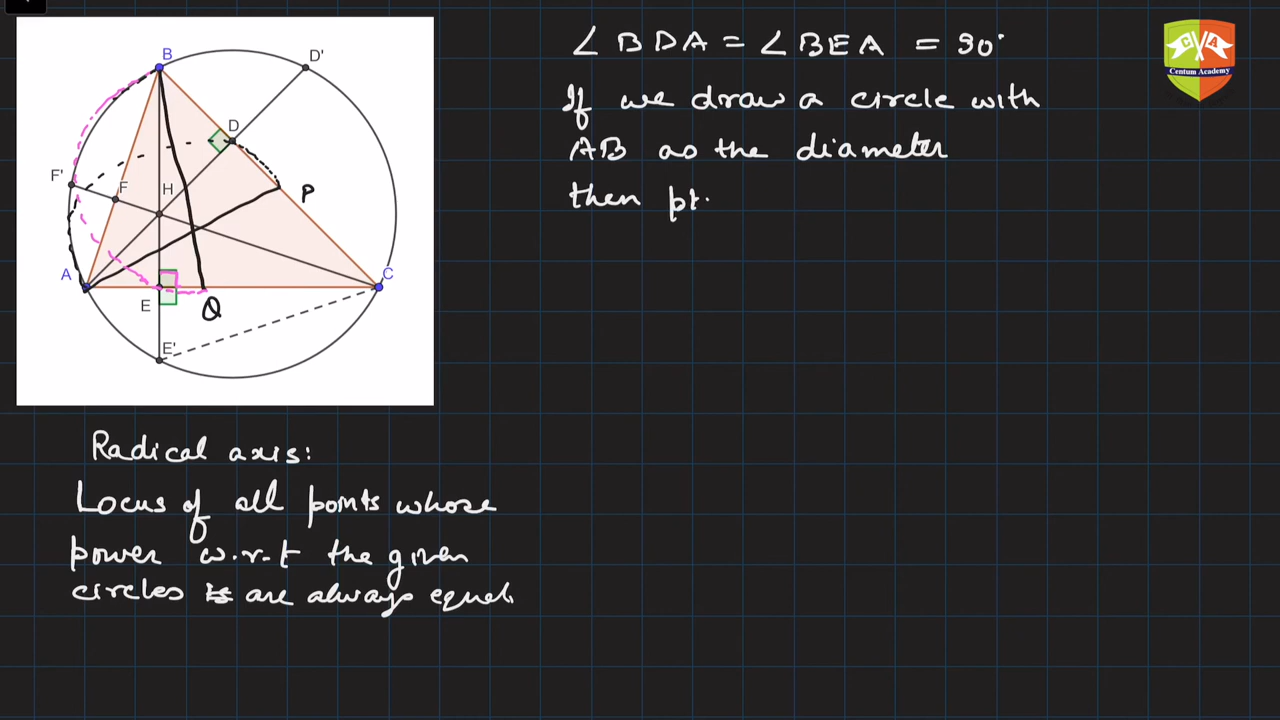 B
D'
D
F'
F
H
P
A
C
E
Q
E'
∠BDA = ∠BEA = 90°
If we draw a circle with
AB as the diameter
then pt.
C A
Centum Academy
Radical axis:
Locus of all points whose
power w.r.t the given
circles are always equal.